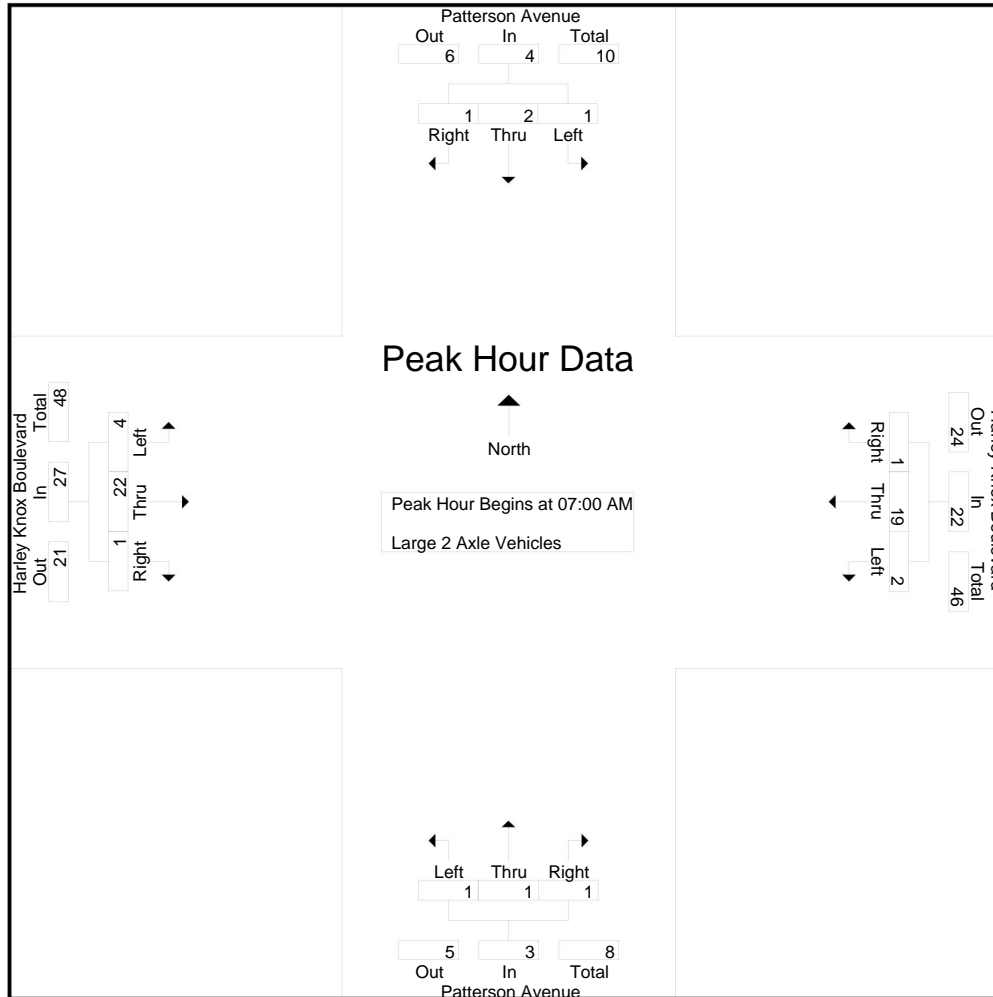 Patterson Avenue
Out In Total
6 4 10
1 2 1
Right Thru Left
Peak Hour Data
North
Peak Hour Begins at 07:00 AM
Large 2 Axle Vehicles
Harley Knox Boulevard
Total In Out
48 27 21
4 22 1
Left Thru Right
Right Thru Left
1 19 2
24 22 46
Out In Total
Left Thru Right
1 1 1
5 3 8
Out In Total
Patterson Avenue